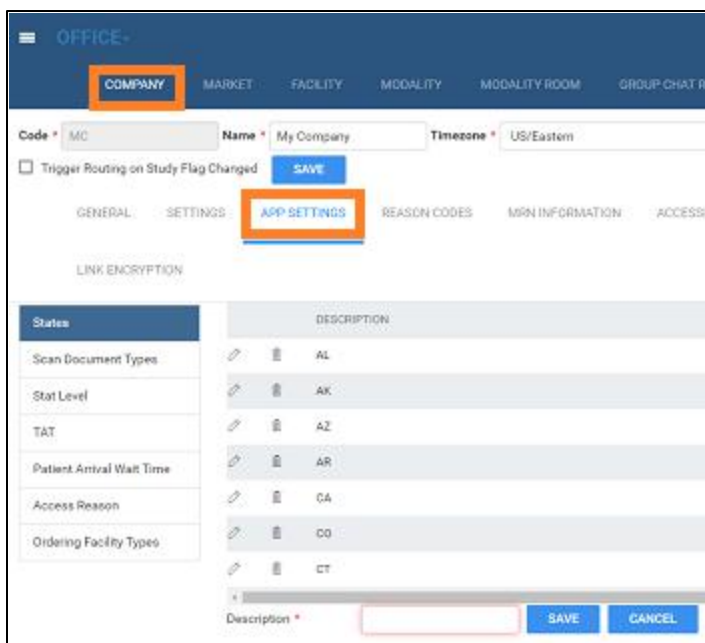 OFFICE-
COMPANY MARKET FACILITY MODALITY MODALITY ROOM GROUP CHAT R
Code * MC Name * My Company Timezone * US/Eastern
Trigger Routing on Study Flag Changed SAVE
GENERAL SETTINGS APP SETTINGS REASON CODES MRN INFORMATION ACCESS
LINK ENCRYPTION
States DESCRIPTION
Scan Document Types AL
Stat Level AK
TAT AZ
Patient Arrival Wait Time AR
Access Reason CA
Ordering Facility Types CO
CT
Description * SAVE CANCEL